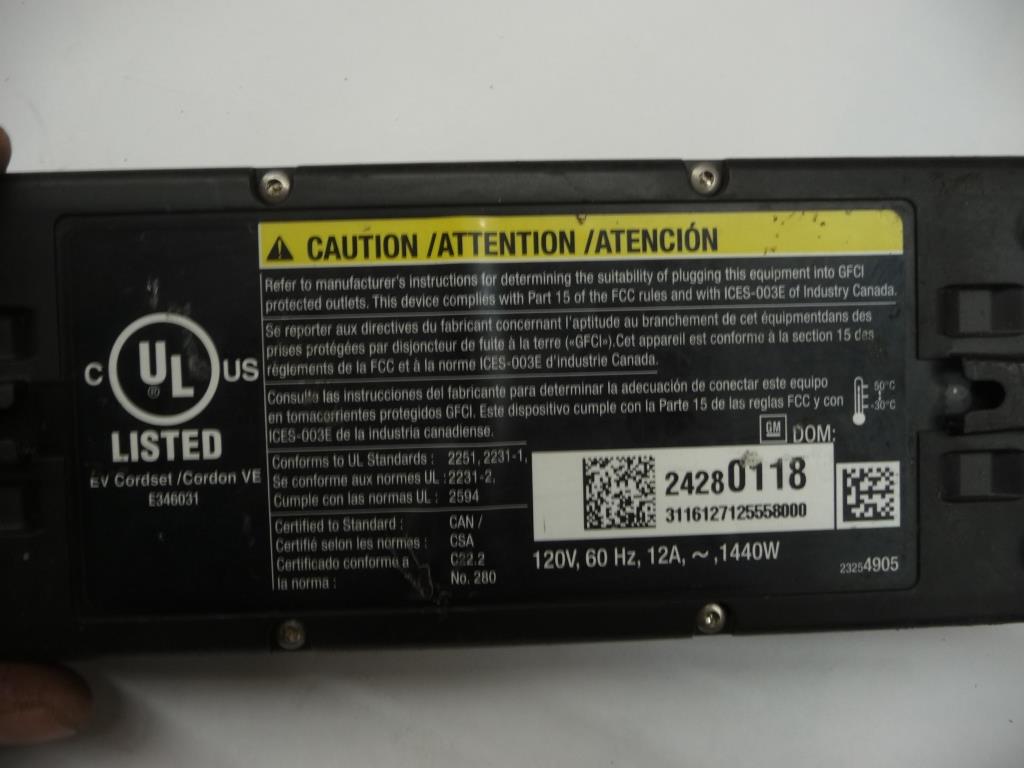 CAUTION /ATTENTION /ATENCIÓN
Refer to manufacturer's instructions for determining the suitability of plugging this equipment into GFCI
protected outlets. This device complies with Part 15 of the FCC rules and with ICES-003E of Industry Canada.
Se reporter aux directives du fabricant concernant l'aptitude au branchement de cet équipmentdans des
prises protégées par disjoncteur de fuite à la terre («GFCI»).Cet appareil est conforme à la section 15 des
réglements de la FCC et à la norme ICES-003E d'Industrie Canada.
Consulte las instrucciones del fabricante para determinar la adecuación de conectar este equipo
en tomacorrientes protegidos GFCI. Este dispositivo cumple con la Parte 15 de las reglas FCC y con
ICES-003E de la industria canadiense.
50°C
-30°C
GM DOM:
C UL US
®
LISTED
EV Cordset /Cordon VE
E346031
Conforms to UL Standards : 2251, 2231-1,
Se conforme aux normes UL : 2231-2,
Cumple con las normas UL : 2594
Certified to Standard : CAN /
Certifié selon les normes : CSA
Certificado conforme a C22.2
la norma : No. 280
24280118
3116127125558000
120V, 60 Hz, 12A, ~ ,1440W
23254905